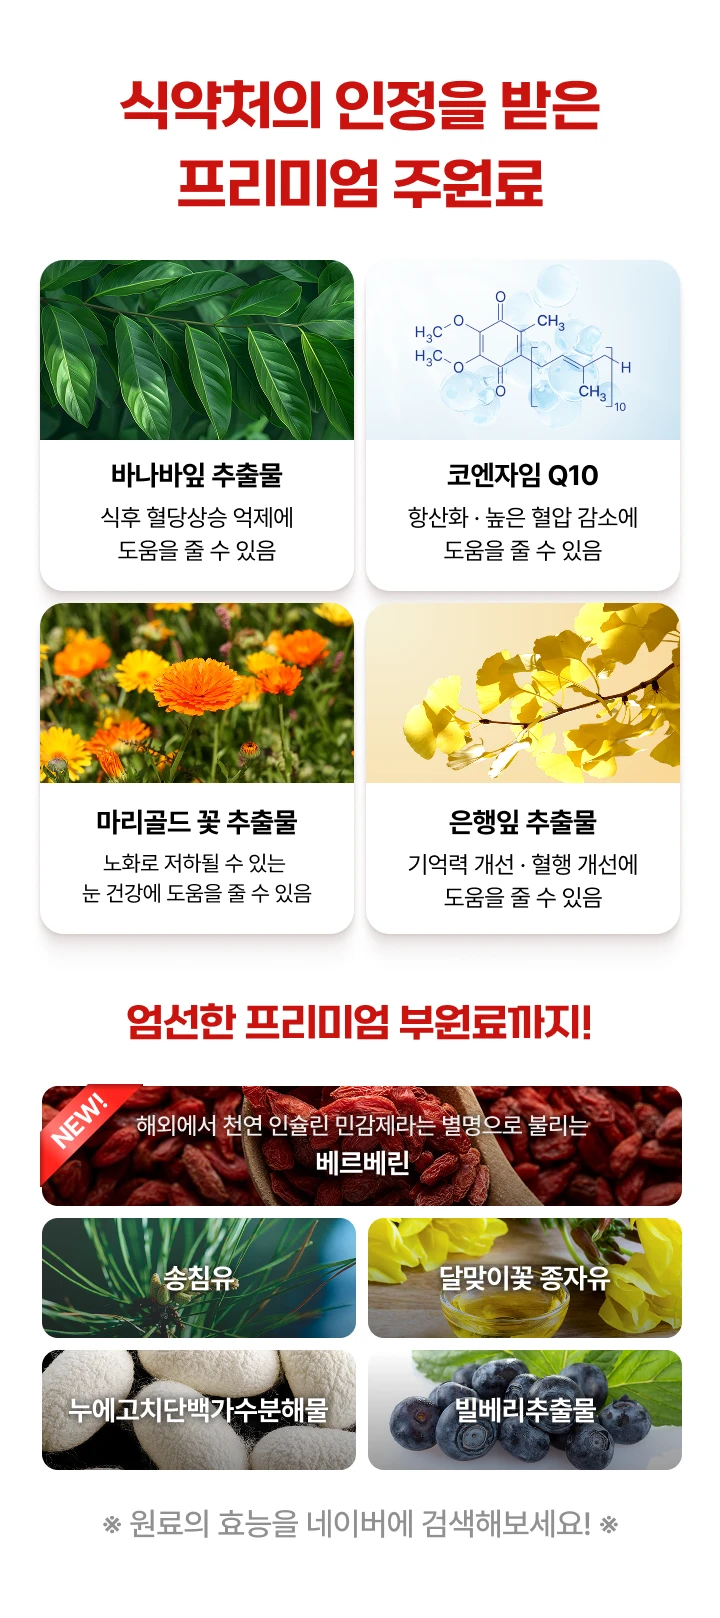 식약처의 인정을 받은
프리미엄 주원료
O
H₃C
O
CH₃
H₃C
O
O
CH₃
H
10
바나바잎 추출물
식후 혈당상승 억제에
도움을 줄 수 있음
코엔자임 Q10
항산화 · 높은 혈압 감소에
도움을 줄 수 있음
마리골드 꽃 추출물
노화로 저하될 수 있는
눈 건강에 도움을 줄 수 있음
은행잎 추출물
기억력 개선 · 혈행 개선에
도움을 줄 수 있음
엄선한 프리미엄 부원료까지!
NEW!
해외에서 천연 인슐린 민감제라는 별명으로 불리는
베르베린
송침유
달맞이꽃 종자유
누에고치단백가수분해물
빌베리추출물
※ 원료의 효능을 네이버에 검색해보세요! ※